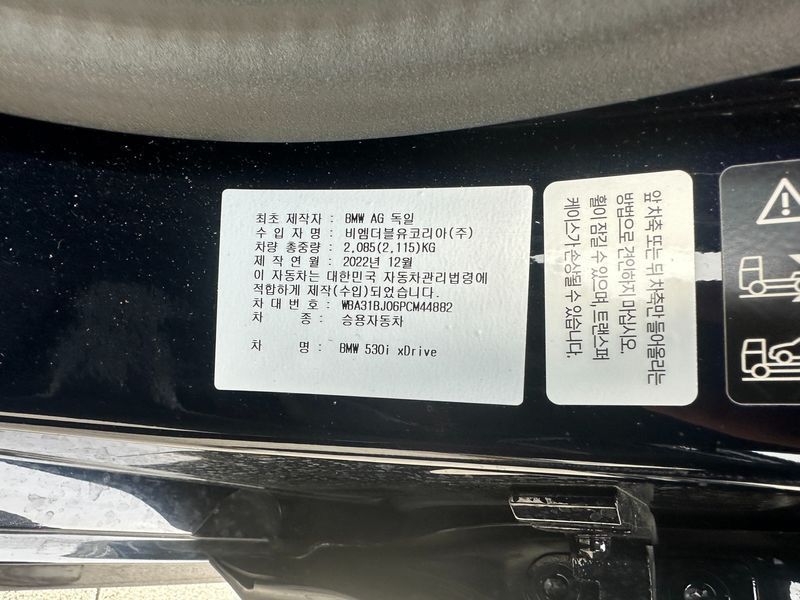 최초 제작자 : BMW AG 독일
수 입 자 명 : 비엠더블유코리아(주)
차량 총중량 : 2,085(2,115)KG
제 작 연 월 : 2022년 12월
이 자동차는 대한민국 자동차관리법령에
적합하게 제작(수입)되었습니다.
차 대 번 호 : WBA31BJ06PCM44882
차 종 : 승용자동차
차 명 : BMW 530i xDrive
앞 차축 또는 뒤 차축만 들어올리는
방법으로 견인하지 마십시오.
휠이 잠길 수 있으며, 트랜스퍼
케이스가 손상될 수 있습니다.